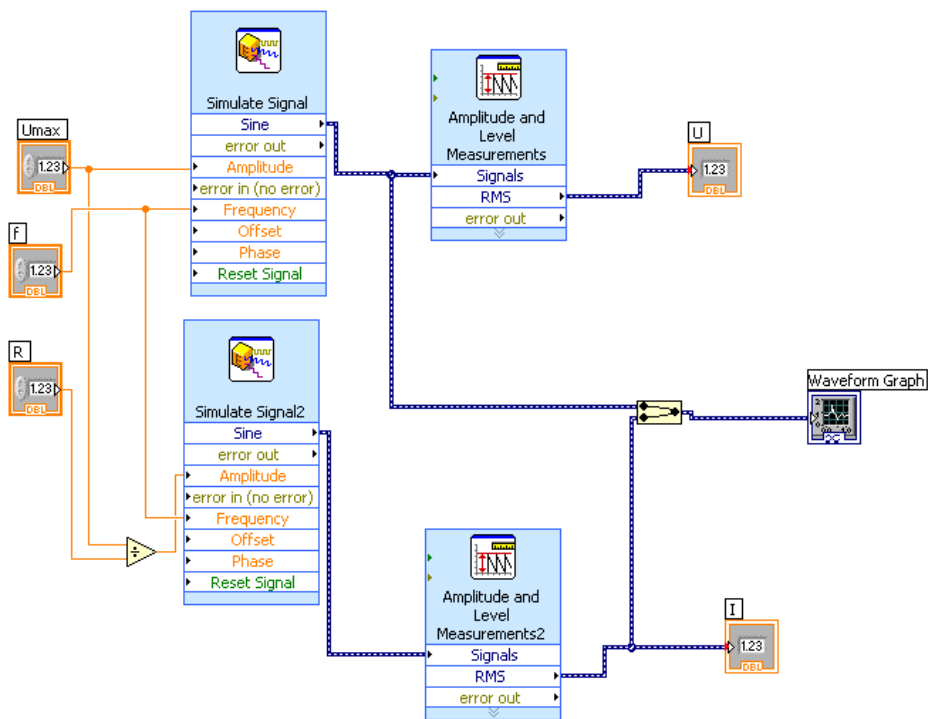 Simulate Signal
Sine
error out
Amplitude
error in (no error)
Frequency
Offset
Phase
Reset Signal
Umax
1.23
DBL
f
1.23
DBL
R
1.23
DBL
Amplitude and
Level
Measurements
Signals
RMS
error out
U
1.23
DBL
Simulate Signal2
Sine
error out
Amplitude
error in (no error)
Frequency
Offset
Phase
Reset Signal
÷
Waveform Graph
Amplitude and
Level
Measurements2
Signals
RMS
error out
I
1.23
DBL